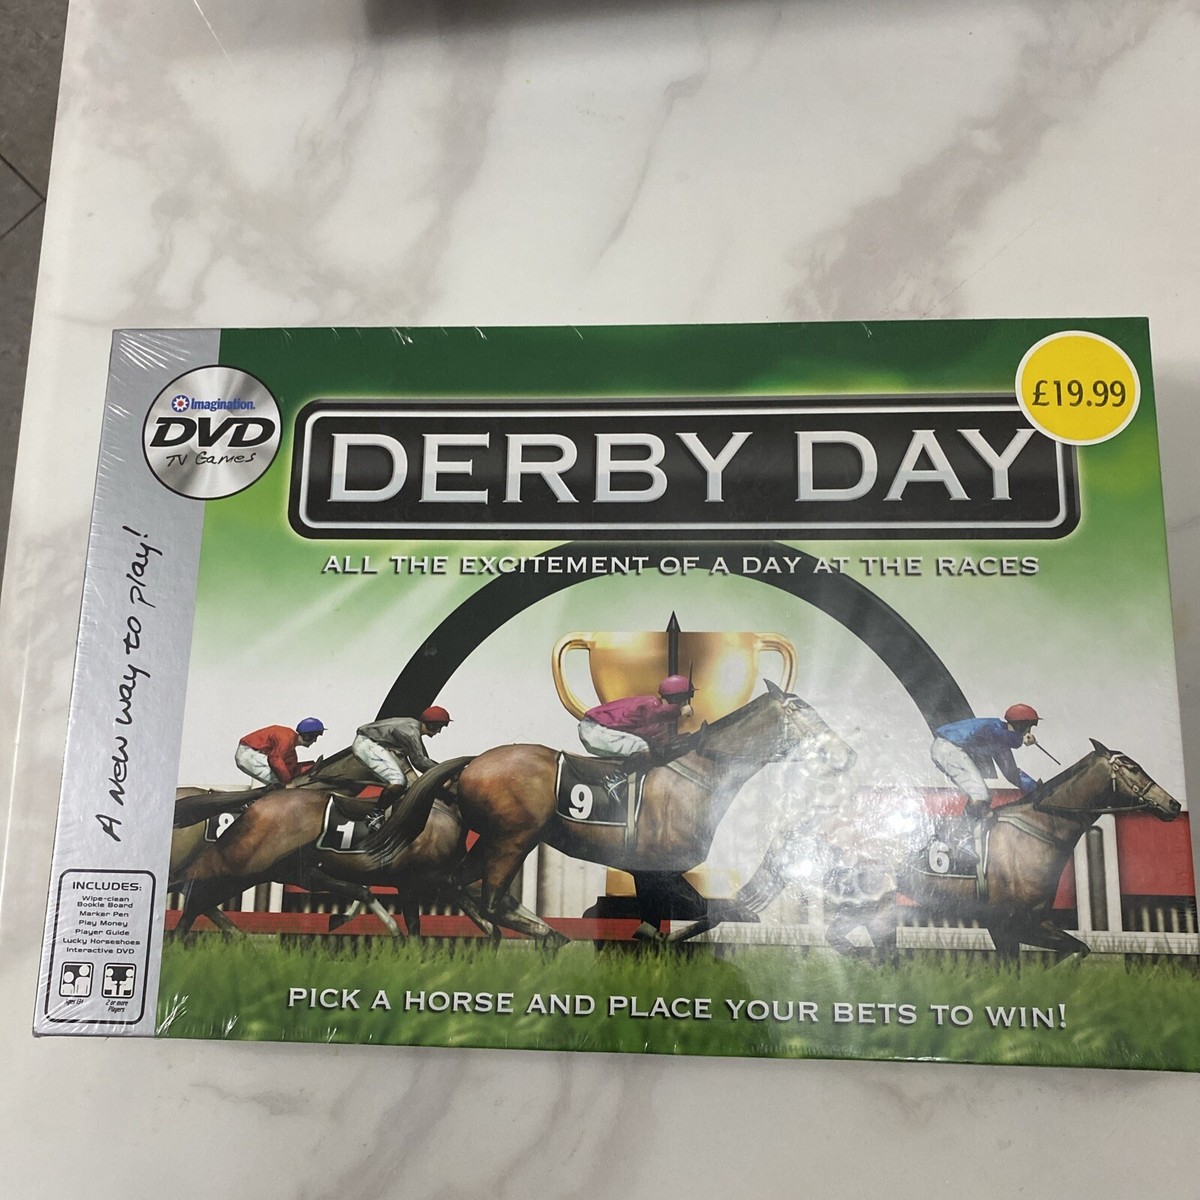 £19.99
Imagination.
DVD
TV Games
DERBY DAY
ALL THE EXCITEMENT OF A DAY AT THE RACES
A New way to play!
8
1
9
6
INCLUDES:
Wipe-clean
Bookie Board
Marker Pen
Play Money
Player Guide
Lucky Horseshoes
Interactive DVD
2 or more
Players
PICK A HORSE AND PLACE YOUR BETS TO WIN!